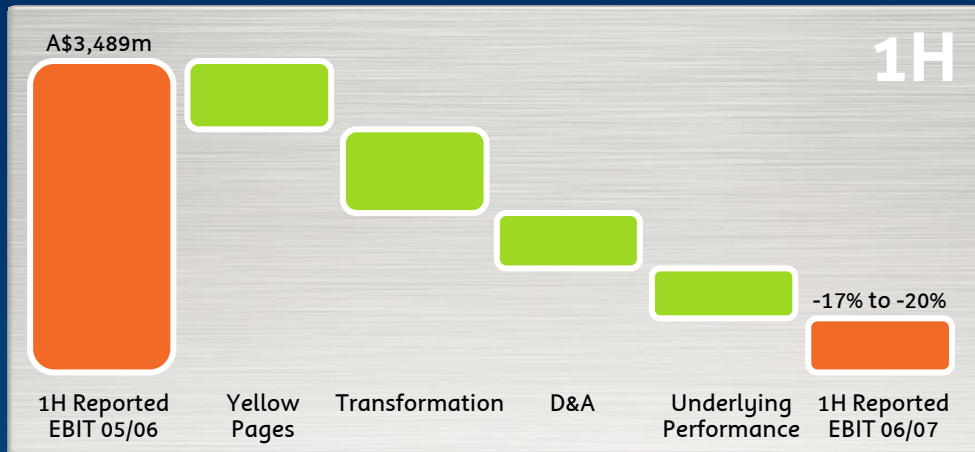 A$3,489m
1H
-17% to -20%
1H Reported
EBIT 05/06
Yellow
Pages
Transformation
D&A
Underlying
Performance
1H Reported
EBIT 06/07